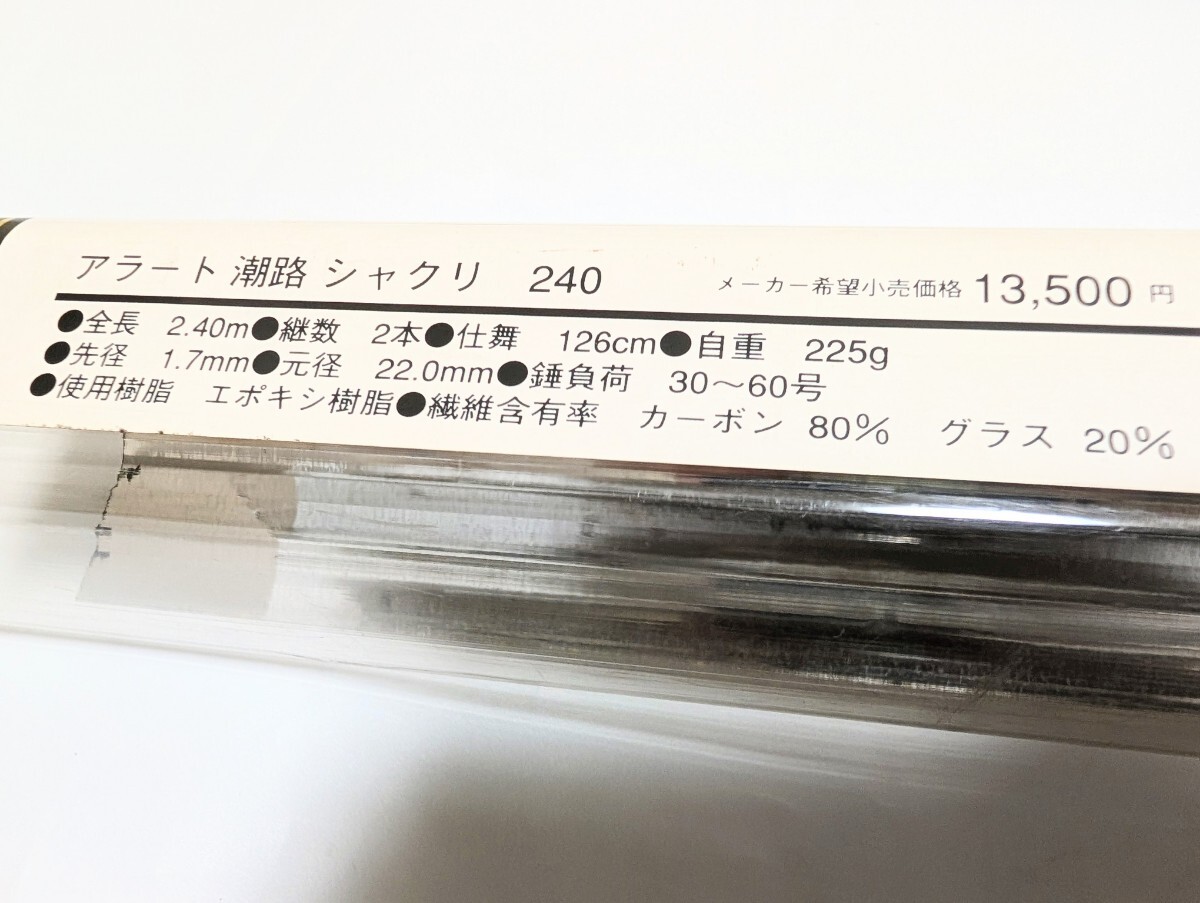 アラート 潮路 シャクリ 240 メーカー希望小売価格 13,500 円
●全長 2.40m●継数 2本●仕舞 126cm●自重 225g
●先径 1.7mm●元径 22.0mm●錘負荷 30～60号
●使用樹脂 エポキシ樹脂●繊維含有率 カーボン 80% グラス 20%